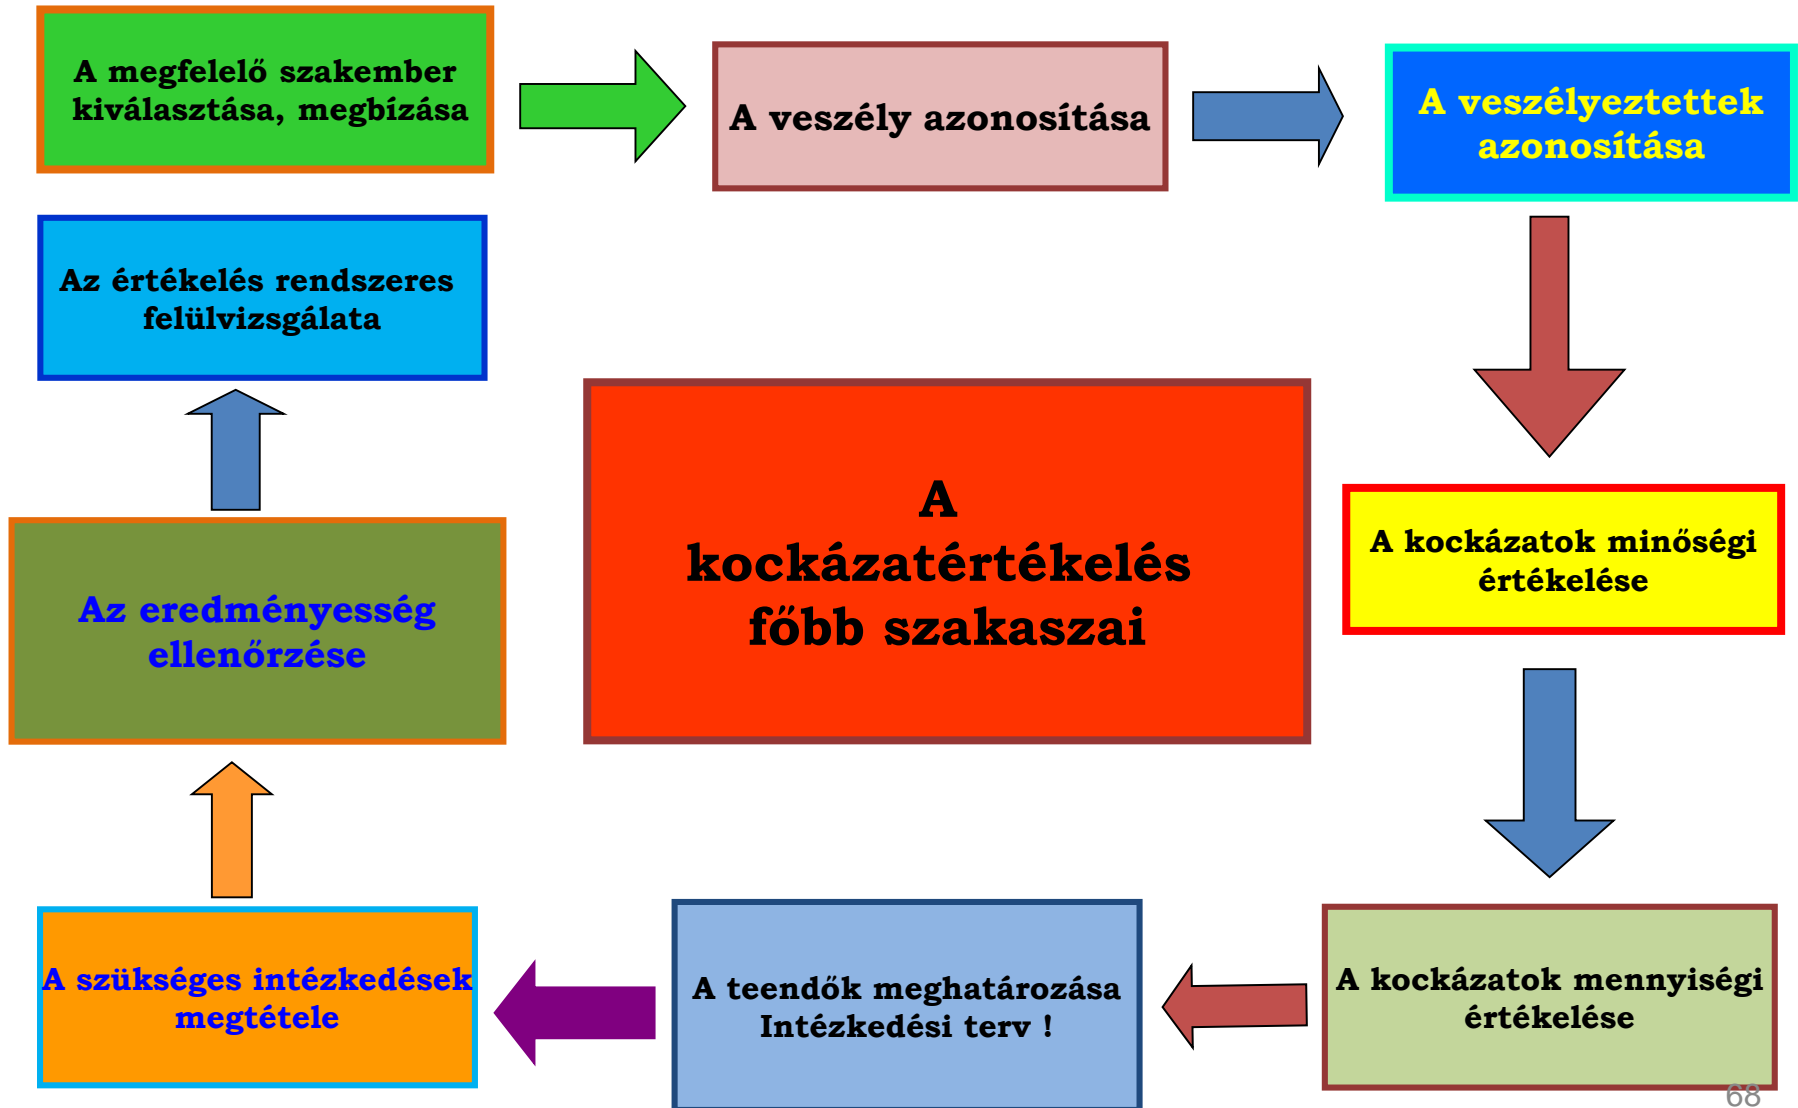 A megfelelő szakember
kiválasztása, megbízása
A veszély azonosítása
A veszélyeztettek
azonosítása
Az értékelés rendszeres
felülvizsgálata
A
kockázatértékelés
főbb szakaszai
A kockázatok minőségi
értékelése
Az eredményesség
ellenőrzése
A szükséges intézkedések
megtétele
A teendők meghatározása
Intézkedési terv !
A kockázatok mennyiségi
értékelése
68